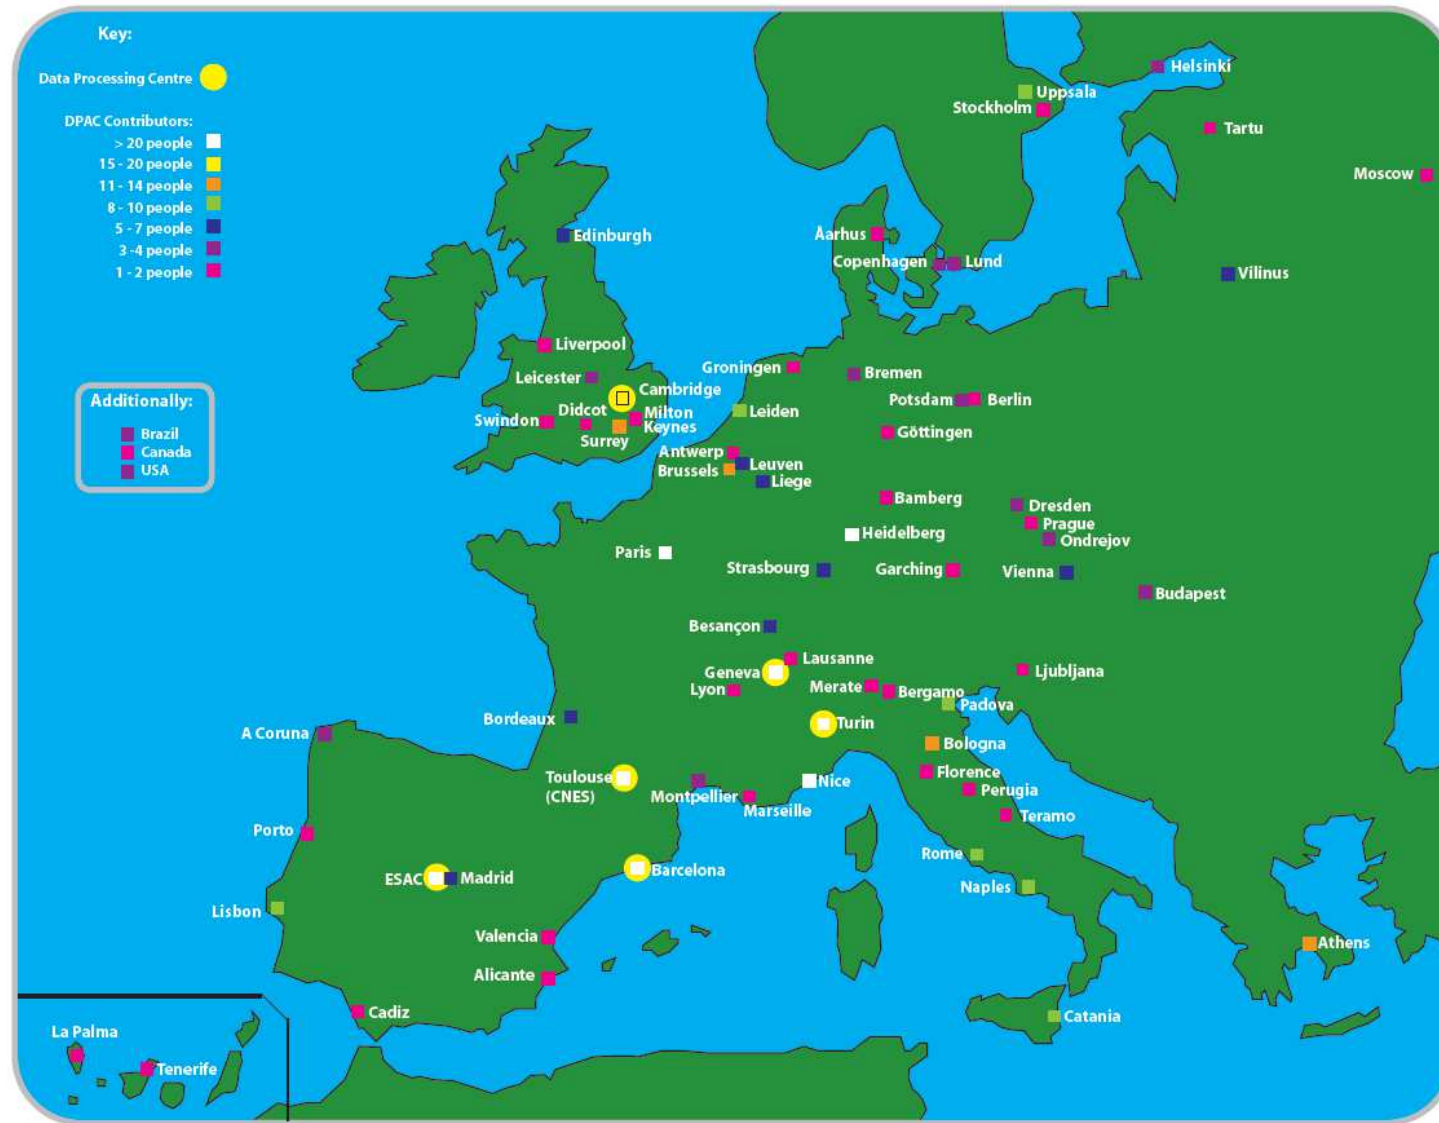 Key:
Data Processing Centre
DPAC Contributors:
> 20 people
15 - 20 people
11 - 14 people
8 - 10 people
5 - 7 people
3 -4 people
1 - 2 people
Additionally:
Brazil
Canada
USA
Helsinki
Uppsala
Stockholm
Tartu
Moscow
Edinburgh
Åarhus
Copenhagen
Lund
Vilinus
Liverpool
Leicester
Cambridge
Groningen
Bremen
Potsdam
Berlin
Swindon
Didcot
Milton
Keynes
Surrey
Leiden
Göttingen
Antwerp
Brussels
Leuven
Liege
Bamberg
Dresden
Prague
Ondrejov
Heidelberg
Paris
Strasbourg
Garching
Vienna
Budapest
Besançon
Lausanne
Geneva
Lyon
Merate
Bergamo
Ljubljana
Padova
Bordeaux
Turin
A Coruna
Bologna
Toulouse
(CNES)
Montpellier
Marseille
Nice
Florence
Perugia
Teramo
Porto
Rome
Barcelona
ESAC
Madrid
Naples
Lisbon
Valencia
Alicante
Athens
Cadiz
Catania
La Palma
Tenerife